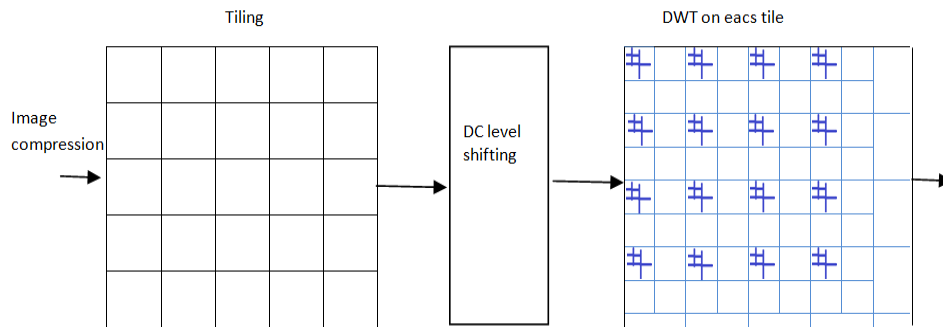 Tiling
DWT on eacs tile
Image
compression
DC level
shifting